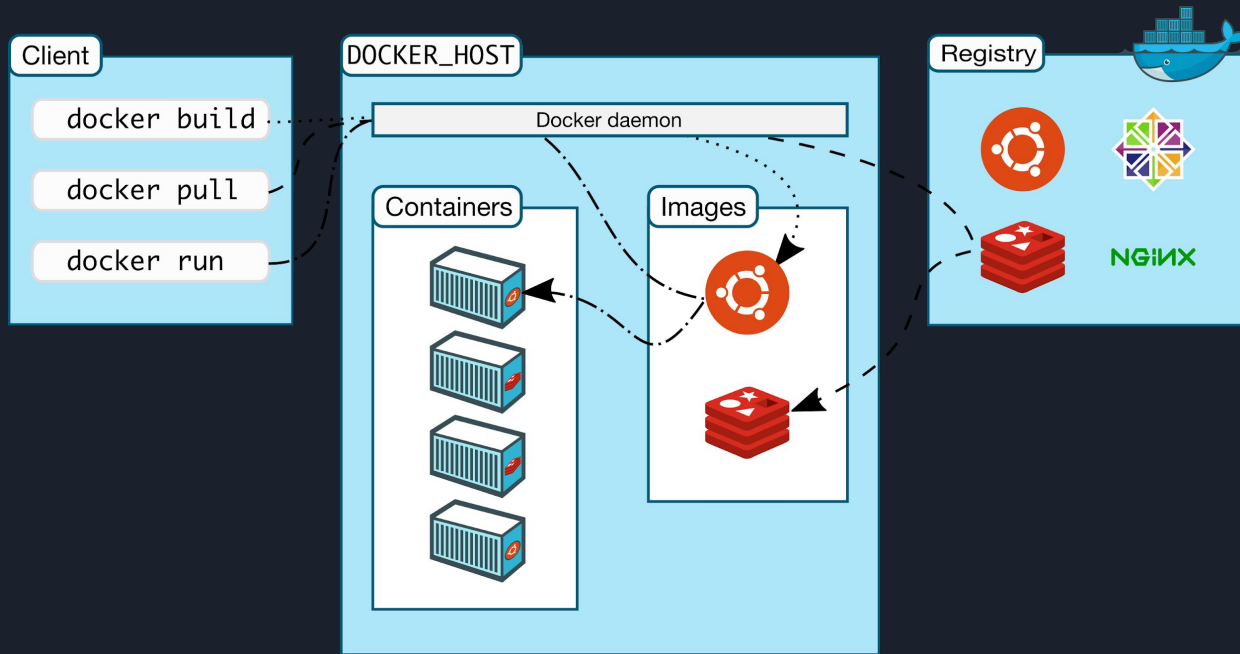 Client
docker build
docker pull
docker run
DOCKER_HOST
Docker daemon
Containers
Images
Registry
NGINX